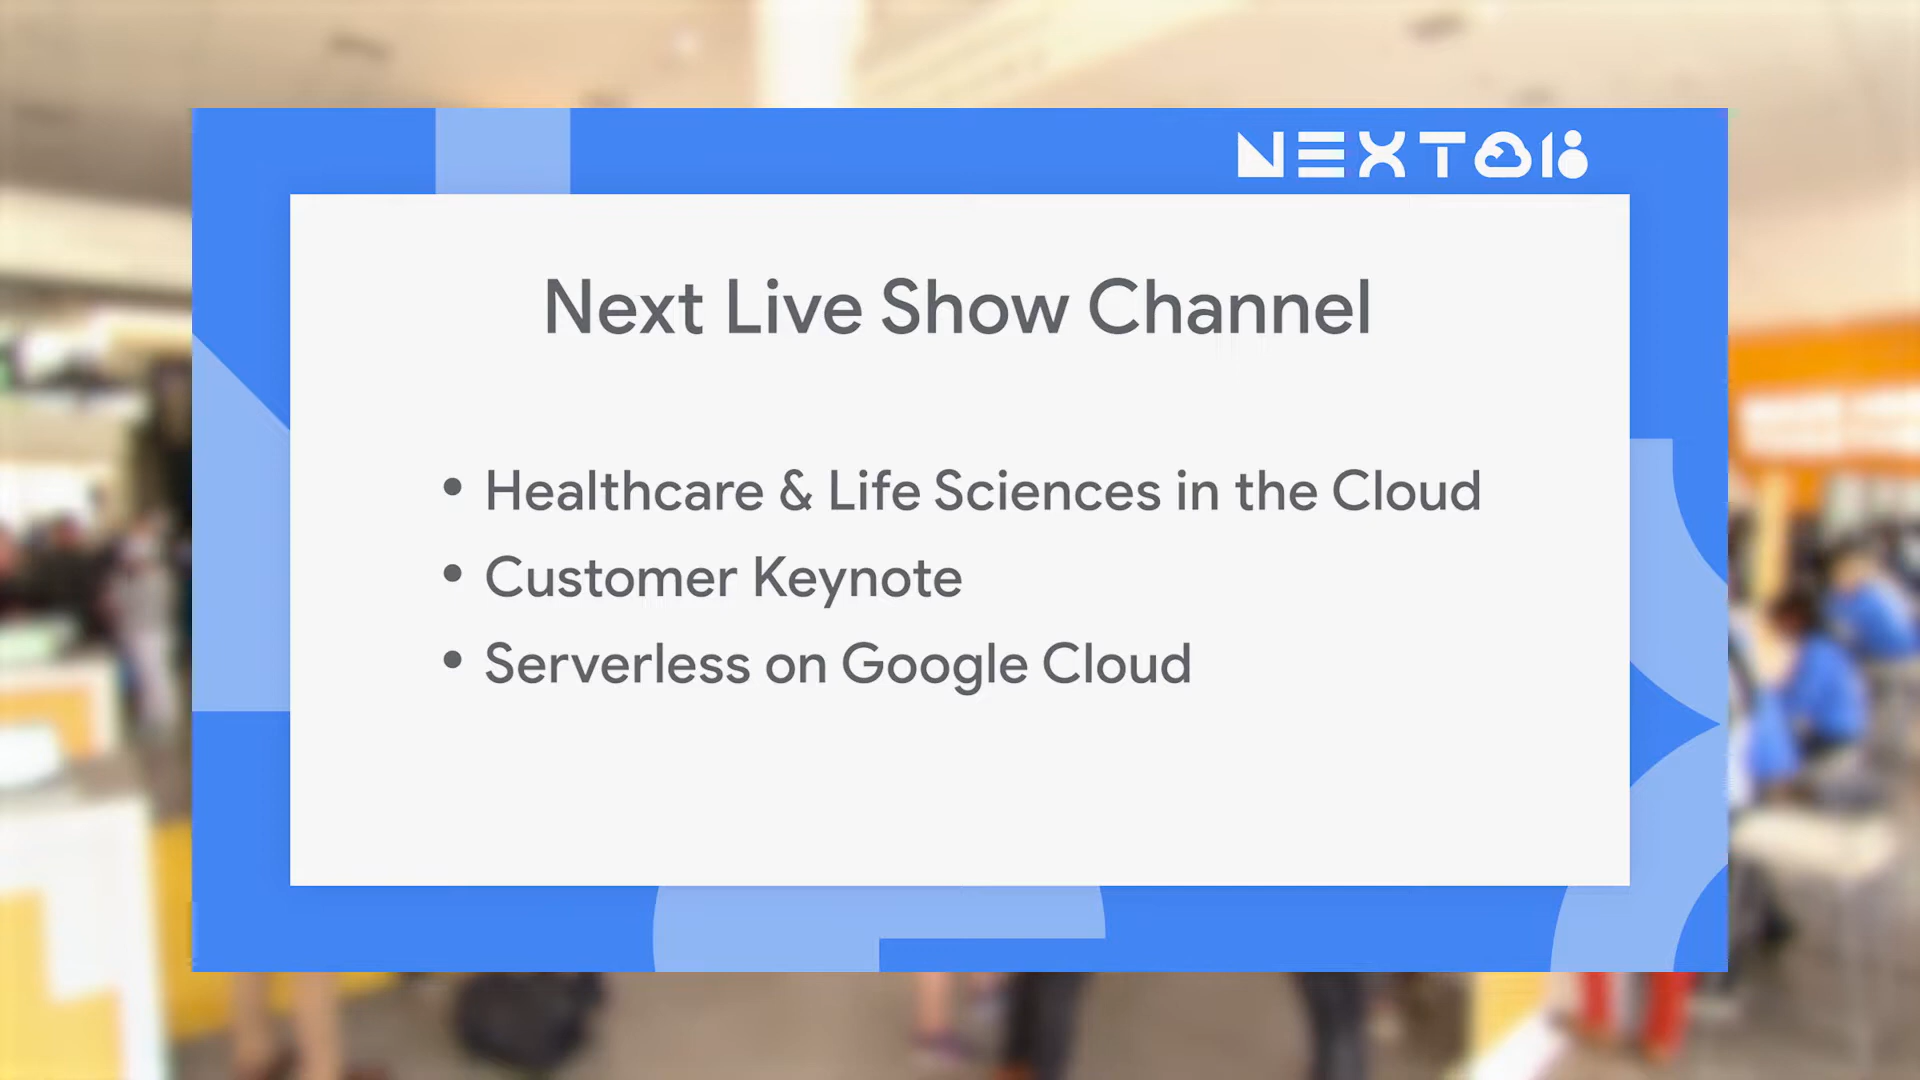 NEXT 18
Next Live Show Channel
• Healthcare & Life Sciences in the Cloud
• Customer Keynote
• Serverless on Google Cloud